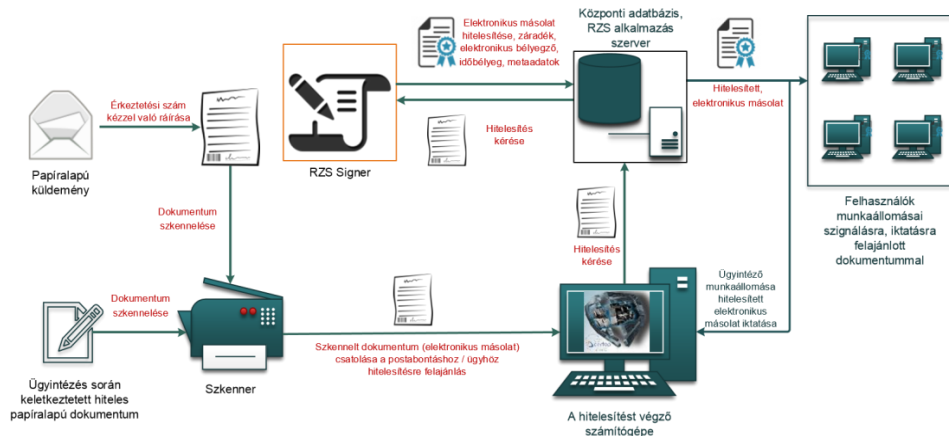 Érkeztetési szám
kézzel való ráírása
Papíralapú
küldemény
Dokumentum
szkennelése
Dokumentum
szkennelése
Ügyintézés során
keletkeztetett hiteles
papíralapú dokumentum
Szkenner
RZS Signer
Elektronikus másolat
hitelesítése, záradék,
elektronikus bélyegző,
időbélyeg, metaadatok
Hitelesítés
kérése
Központi adatbázis,
RZS alkalmazás
szerver
Hitelesített,
elektronikus másolat
Felhasználók
munkaállomásai
szignálásra, iktatásra
felajánlott
dokumentummal
Hitelesítés
kérése
Ügyintéző
munkaállomása
hitelesített
elektronikus
másolat iktatása
Szkennelt dokumentum (elektronikus másolat)
csatolása a postabontáshoz / ügyhöz
hitelesítésre felajánlás
A hitelesítést végző
számítógépe